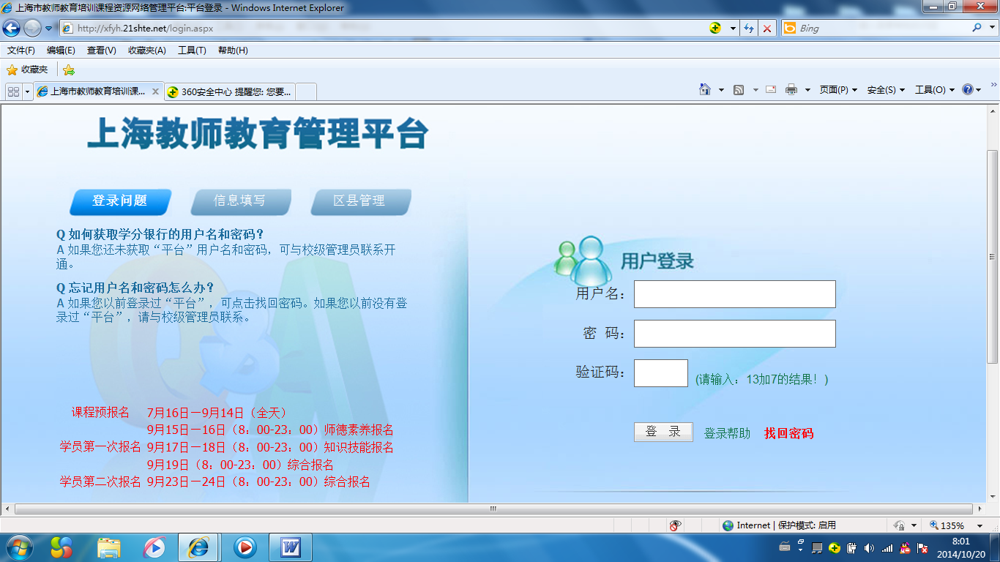 上海市教师教育培训课程资源网络管理平台:平台登录 - Windows Internet Explorer
http://xfyh.21shte.net/login.aspx
Bing
文件(F) 编辑(E) 查看(V) 收藏夹(A) 工具(T) 帮助(H)
收藏夹
上海市教师教育培训课... 360安全中心 提醒您: 您要... 页面(P) 安全(S) 工具(O)
上海教师教育管理平台
登录问题 信息填写 区县管理
Q 如何获取学分银行的用户名和密码？
A 如果您还未获取“平台”用户名和密码，可与校级管理员联系开
通。
Q 忘记用户名和密码怎么办？
A 如果您以前登录过“平台”，可点击找回密码。如果您以前没有登
录过“平台”，请与校级管理员联系。
课程预报名 7月16日－9月14日（全天）
9月15日－16日（8：00-23：00）师德素养报名
学员第一次报名 9月17日－18日（8：00-23：00）知识技能报名
9月19日（8：00-23：00）综合报名
学员第二次报名 9月23日－24日（8：00-23：00）综合报名
用户登录
用户名：
密 码：
验证码： (请输入：13加7的结果！)
登 录 登录帮助 找回密码
Internet | 保护模式: 启用 135%
8:01
2014/10/20